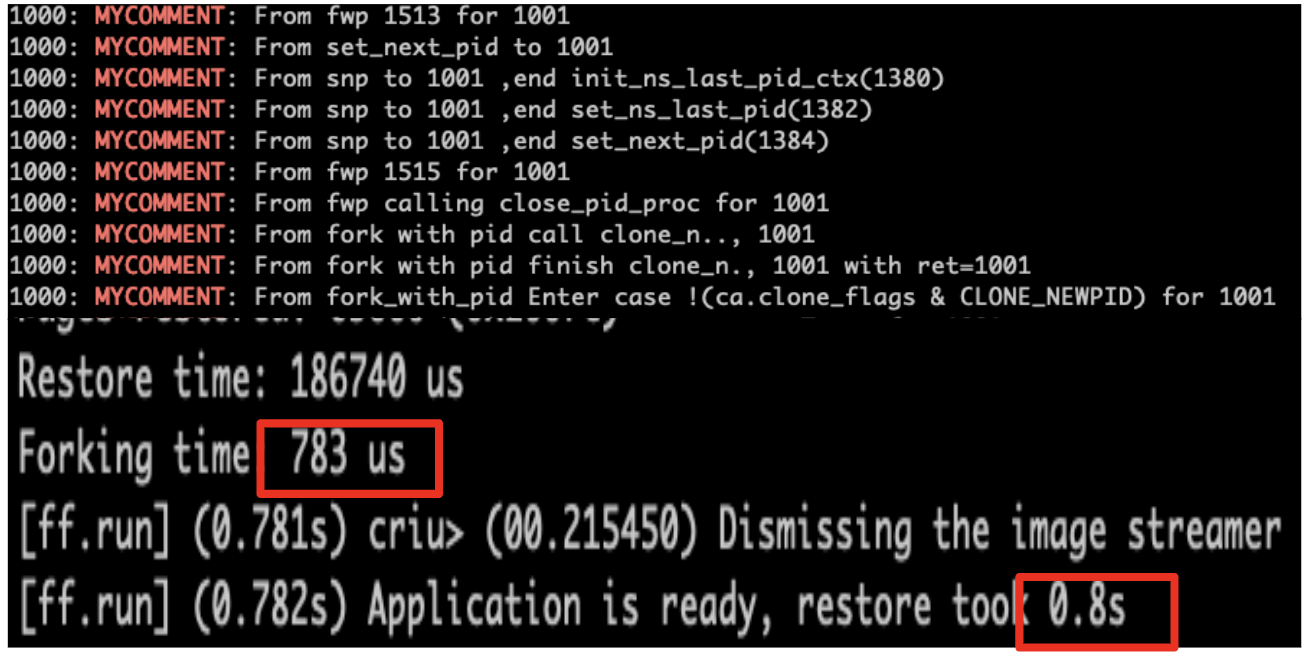 1000: MYCOMMENT: From fwp 1513 for 1001
1000: MYCOMMENT: From set_next_pid to 1001
1000: MYCOMMENT: From snp to 1001 ,end init_ns_last_pid_ctx(1380)
1000: MYCOMMENT: From snp to 1001 ,end set_ns_last_pid(1382)
1000: MYCOMMENT: From snp to 1001 ,end set_next_pid(1384)
1000: MYCOMMENT: From fwp 1515 for 1001
1000: MYCOMMENT: From fwp calling close_pid_proc for 1001
1000: MYCOMMENT: From fork with pid call clone_n.., 1001
1000: MYCOMMENT: From fork with pid finish clone_n., 1001 with ret=1001
1000: MYCOMMENT: From fork_with_pid Enter case !(ca.clone_flags & CLONE_NEWPID) for 1001
Restore time: 186740 us
Forking time 783 us
[ff.run] (0.781s) criu> (00.215450) Dismissing the image streamer
[ff.run] (0.782s) Application is ready, restore took 0.8s